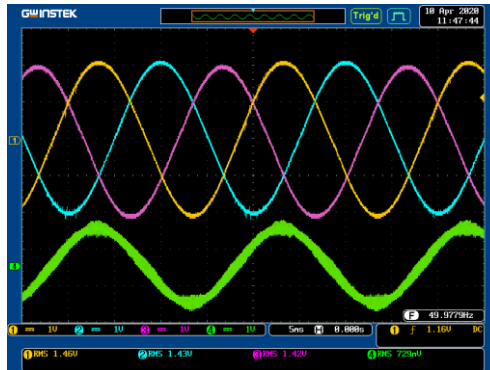 GWINSTEK
Trig'd
10 Apr 2020
11:47:44
1
4
F 49.9779Hz
1 1V 2 1V 3 1V 4 1V 5ms H 0.000s 1 f 1.16V DC
1 RMS 1.46V 2 RMS 1.43V 3 RMS 1.42V 4 RMS 729mV